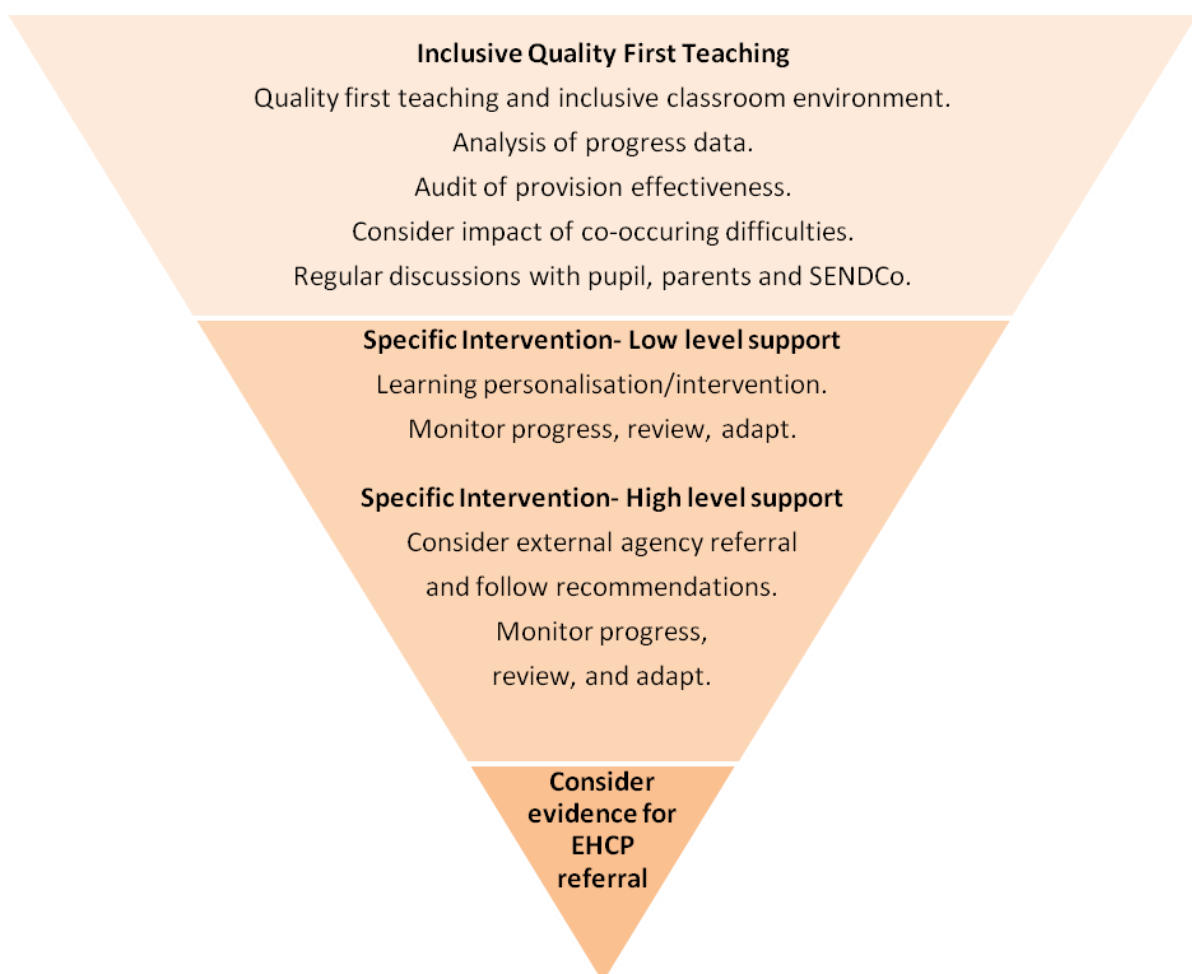 Inclusive Quality First Teaching
Quality first teaching and inclusive classroom environment.
Analysis of progress data.
Audit of provision effectiveness.
Consider impact of co-occuring difficulties.
Regular discussions with pupil, parents and SENDCo.
Specific Intervention- Low level support
Learning personalisation/intervention.
Monitor progress, review, adapt.
Specific Intervention- High level support
Consider external agency referral
and follow recommendations.
Monitor progress,
review, and adapt.
Consider
evidence for
EHCP
referral